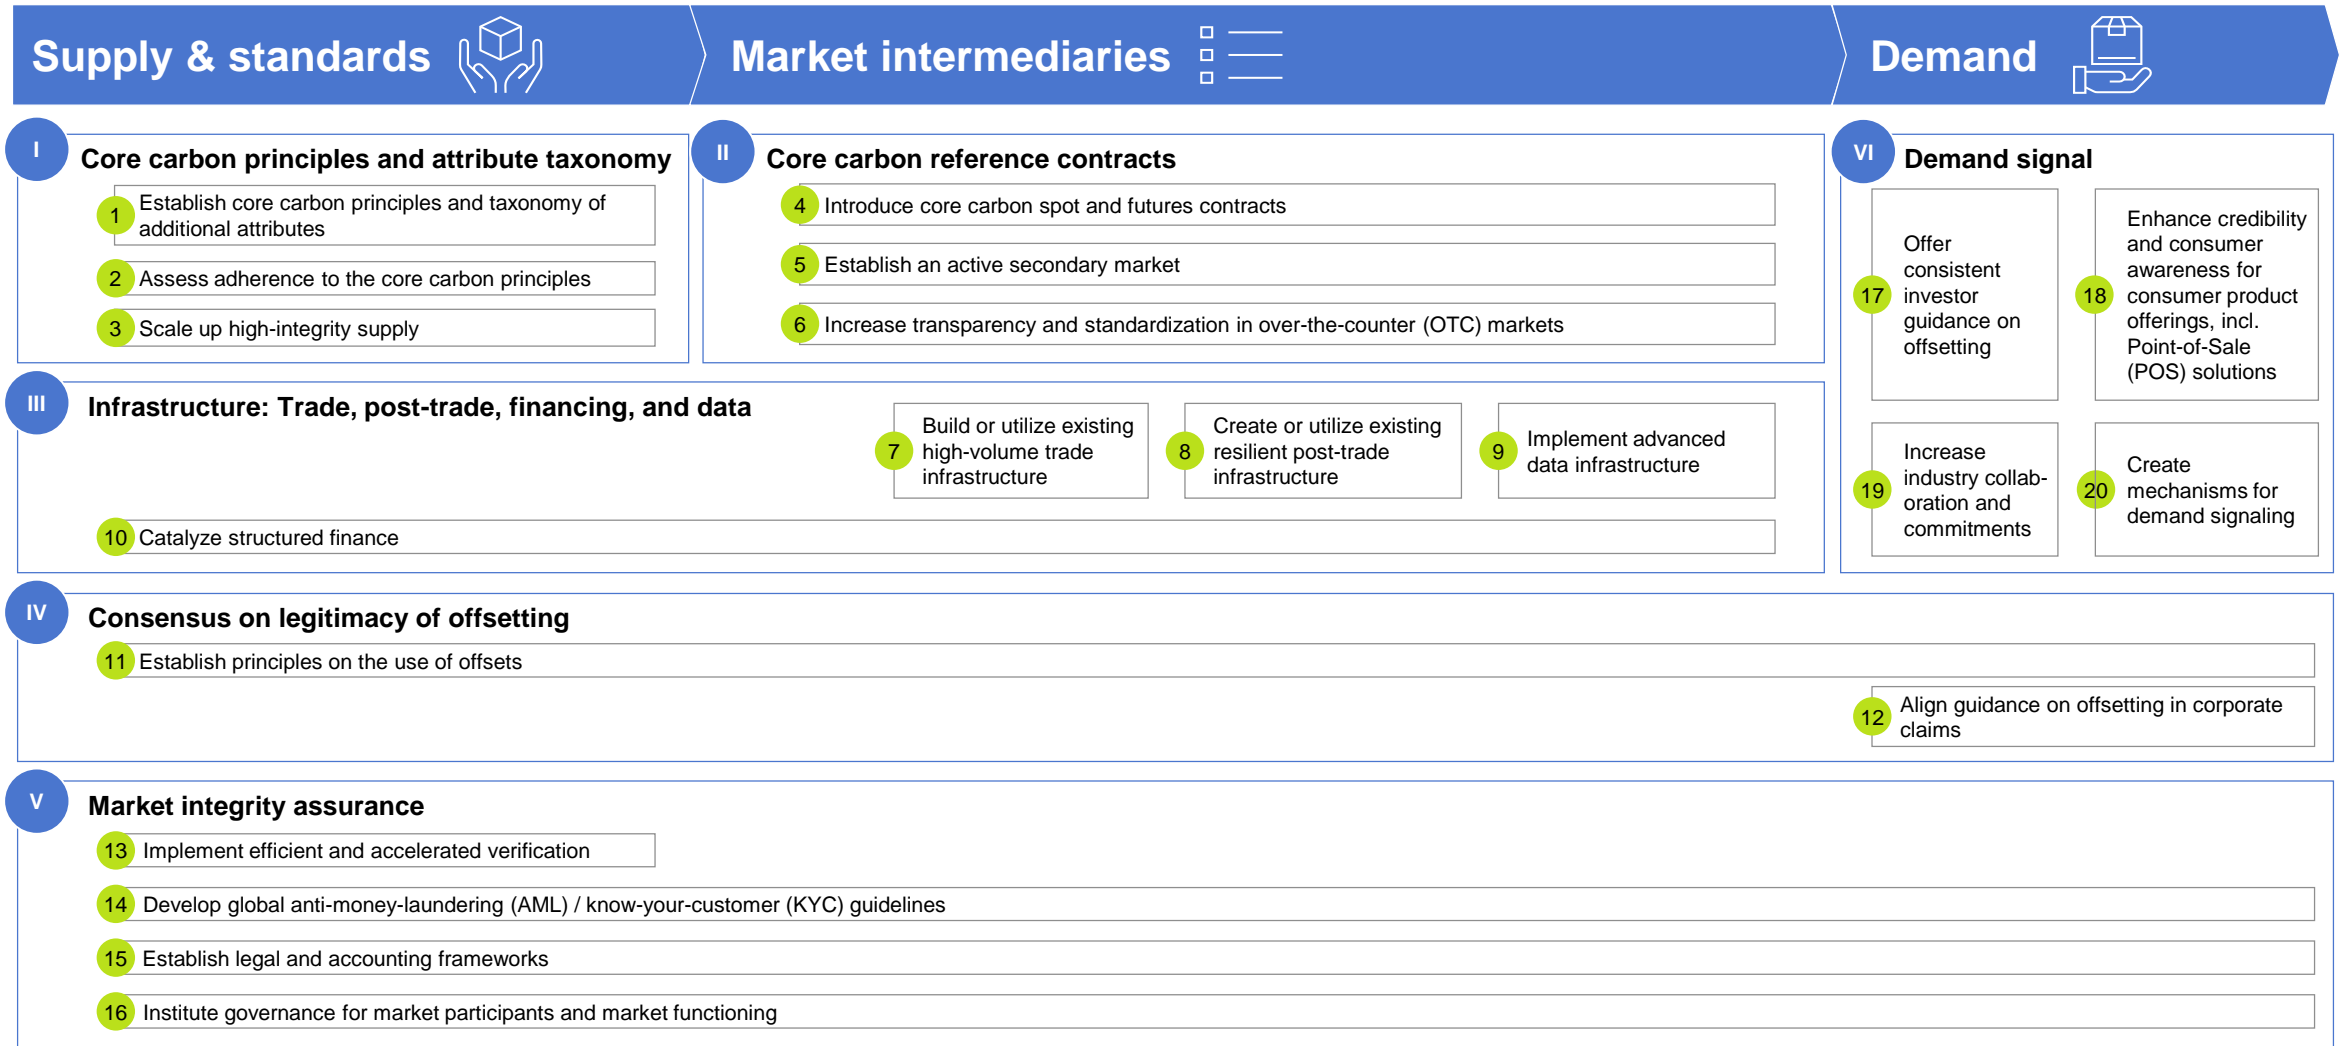 Supply & standards
Market intermediaries
Demand
I
Core carbon principles and attribute taxonomy
1
Establish core carbon principles and taxonomy of
additional attributes
2
Assess adherence to the core carbon principles
3
Scale up high-integrity supply
II
Core carbon reference contracts
4
Introduce core carbon spot and futures contracts
5
Establish an active secondary market
6
Increase transparency and standardization in over-the-counter (OTC) markets
VI
Demand signal
17
Offer
consistent
investor
guidance on
offsetting
18
Enhance credibility
and consumer
awareness for
consumer product
offerings, incl.
Point-of-Sale
(POS) solutions
19
Increase
industry collab-
oration and
commitments
20
Create
mechanisms for
demand signaling
III
Infrastructure: Trade, post-trade, financing, and data
7
Build or utilize existing
high-volume trade
infrastructure
8
Create or utilize existing
resilient post-trade
infrastructure
9
Implement advanced
data infrastructure
10
Catalyze structured finance
IV
Consensus on legitimacy of offsetting
11
Establish principles on the use of offsets
12
Align guidance on offsetting in corporate
claims
V
Market integrity assurance
13
Implement efficient and accelerated verification
14
Develop global anti-money-laundering (AML) / know-your-customer (KYC) guidelines
15
Establish legal and accounting frameworks
16
Institute governance for market participants and market functioning